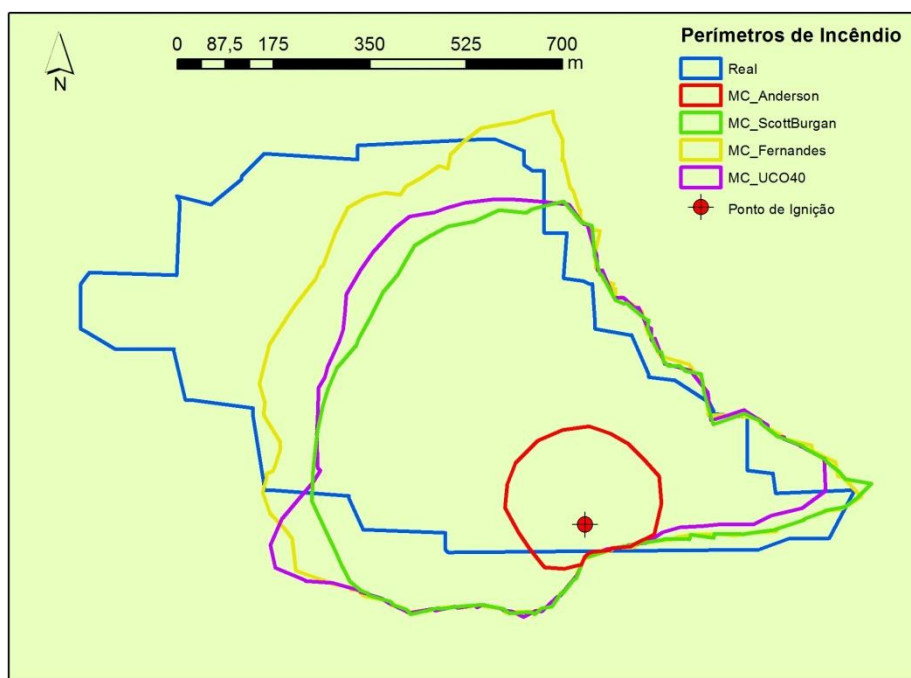 0 87,5 175 350 525 700
m
N
Perímetros de Incêndio
Real
MC_Anderson
MC_ScottBurgan
MC_Fernandes
MC_UCO40
Ponto de Ignição